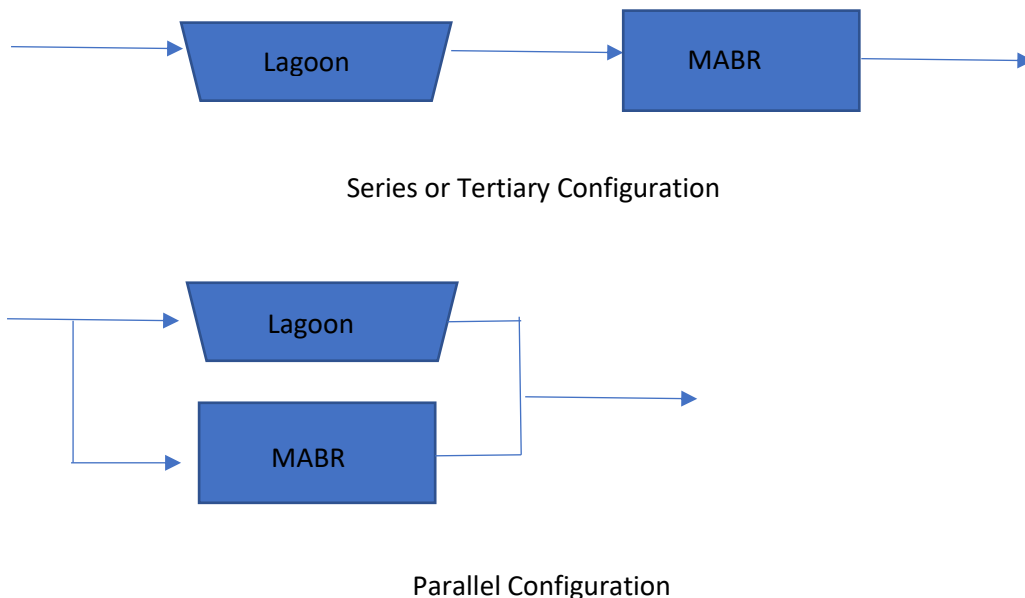 Lagoon
MABR
Series or Tertiary Configuration
Lagoon
MABR
Parallel Configuration